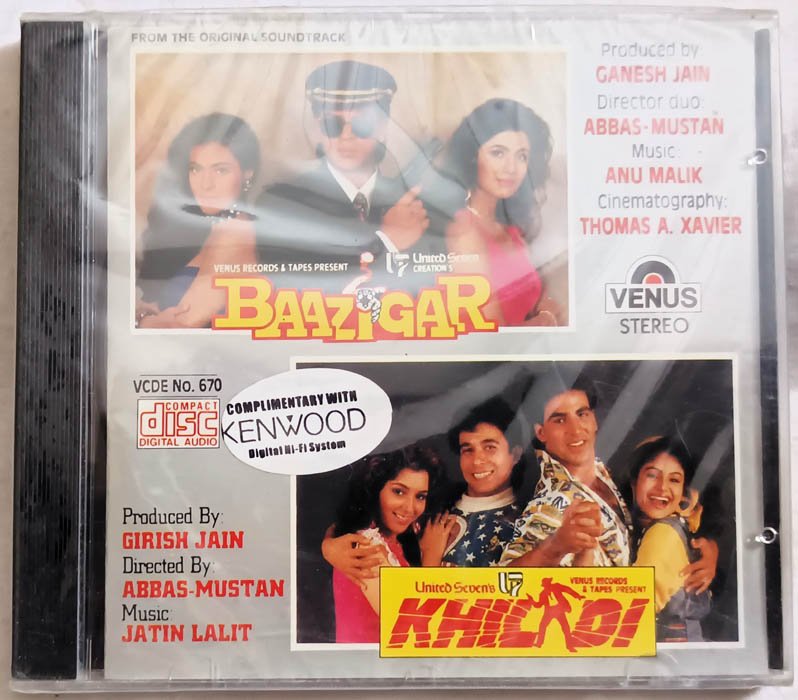 FROM THE ORIGINAL SOUNDTRACK
Produced by:
GANESH JAIN
Director duo:
ABBAS-MUSTAN
Music:
ANU MALIK
Cinematography:
THOMAS A. XAVIER
VENUS RECORDS & TAPES PRESENT
United Seven
CREATION'S
BAAZIGAR
VENUS
STEREO
VCDE No. 670
COMPACT
disc
DIGITAL AUDIO
COMPLIMENTARY WITH
KENWOOD
Digital Hi-Fi System
Produced By:
GIRISH JAIN
Directed By:
ABBAS-MUSTAN
Music:
JATIN LALIT
United Seven's
VENUS RECORDS
& TAPES PRESENT
KHILADI